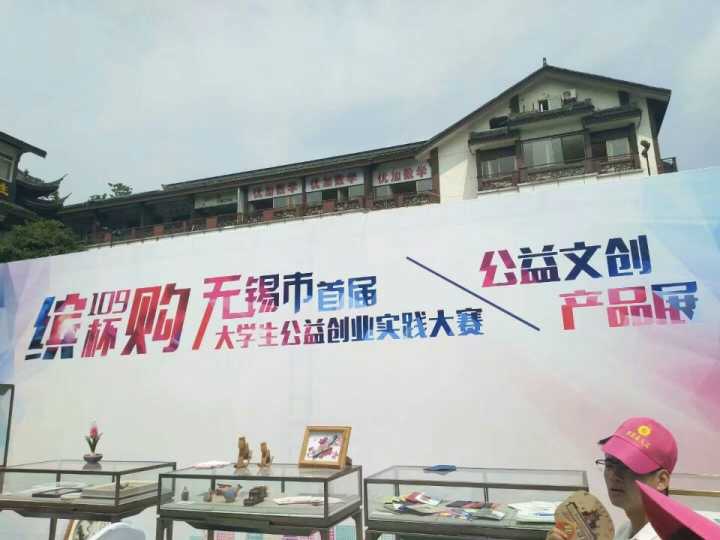 优加数学 优加数学 优加数学
缤109杯购
无锡市首届
大学生公益创业实践大赛
公益文创
产品展